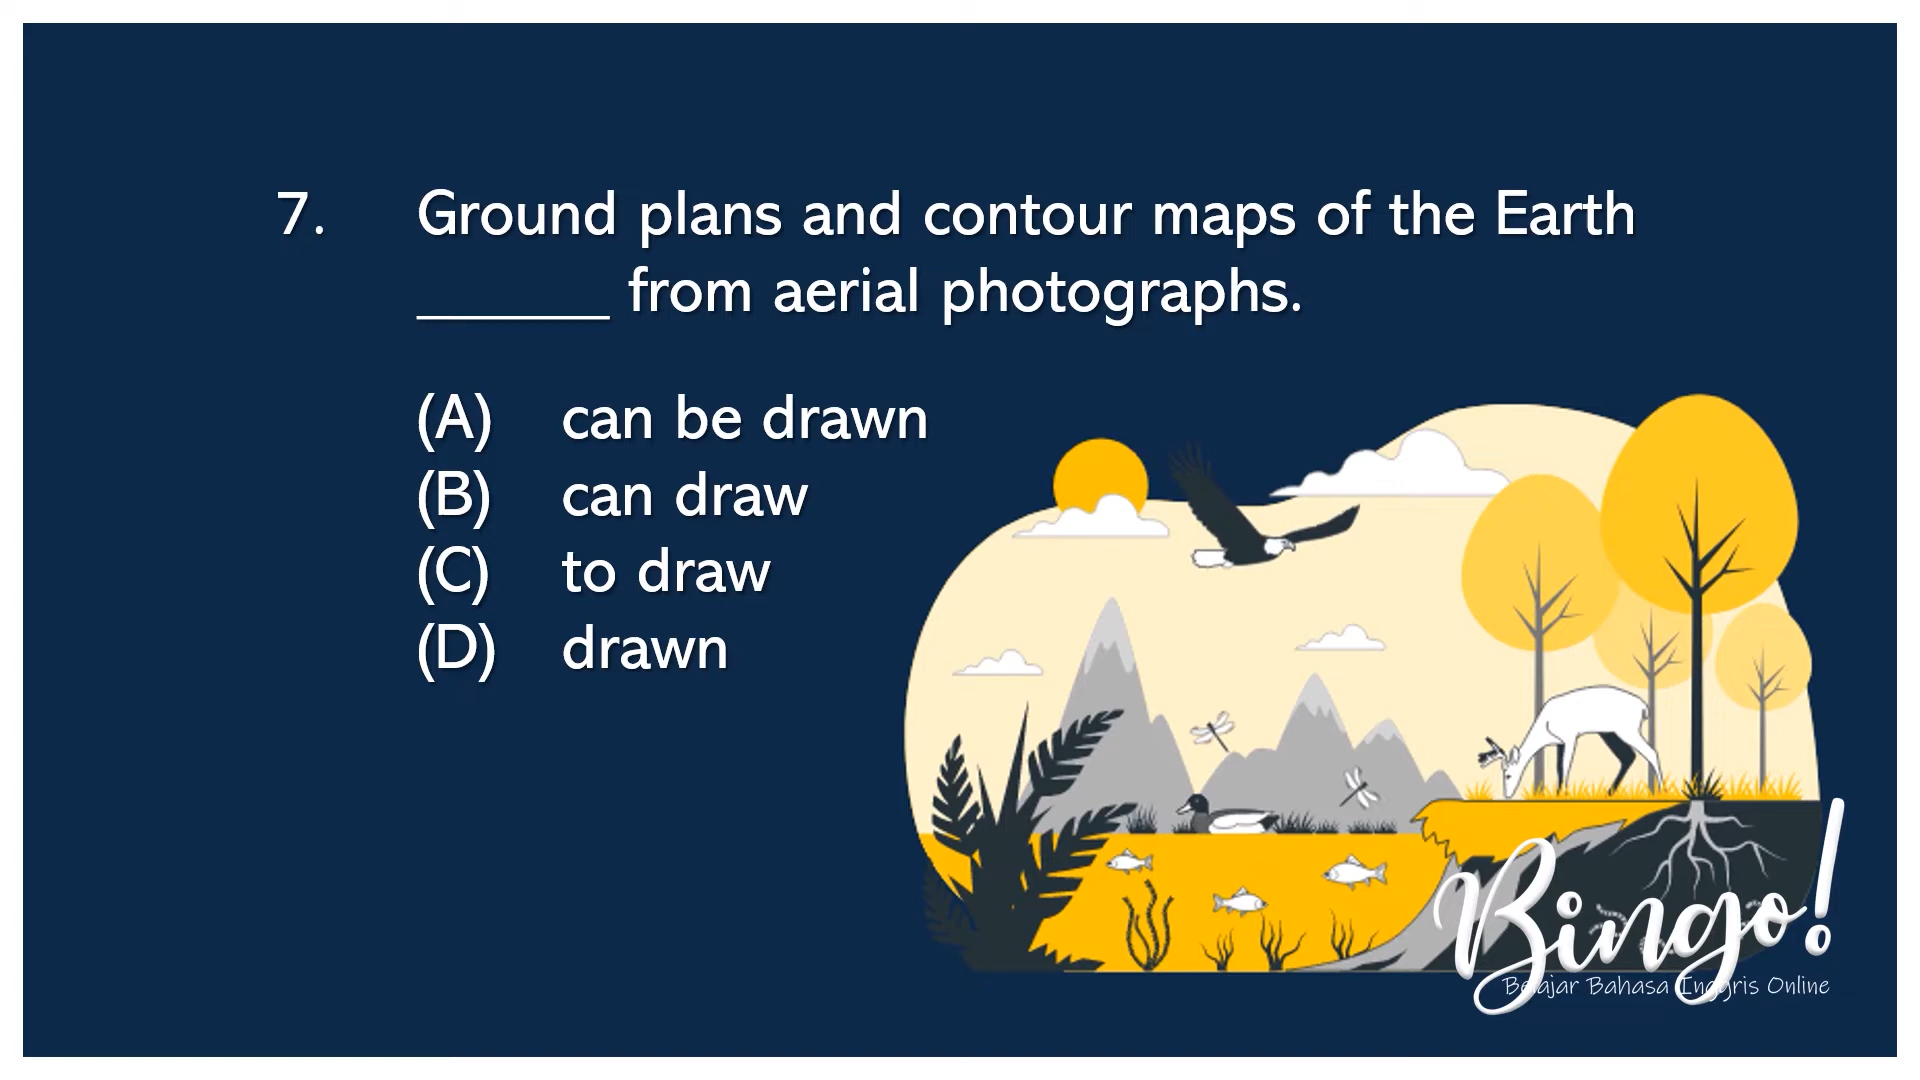 7. Ground plans and contour maps of the Earth
______ from aerial photographs.
(A) can be drawn
(B) can draw
(C) to draw
(D) drawn
Bingo!
Belajar Bahasa Inggris Online